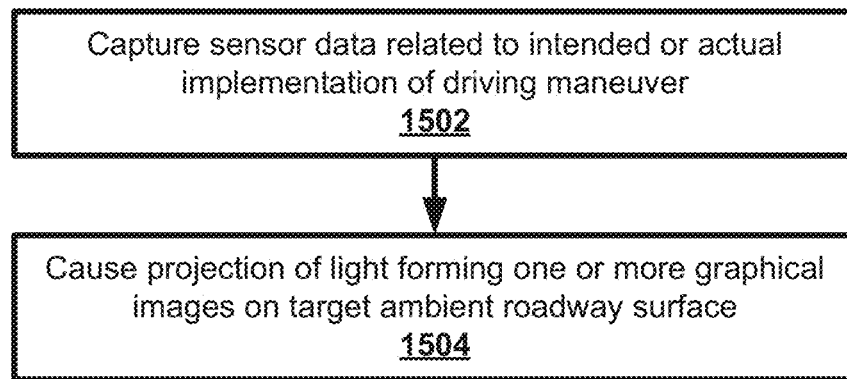 Capture sensor data related to intended or actual
implementation of driving maneuver
1502
Cause projection of light forming one or more graphical
images on target ambient roadway surface
1504